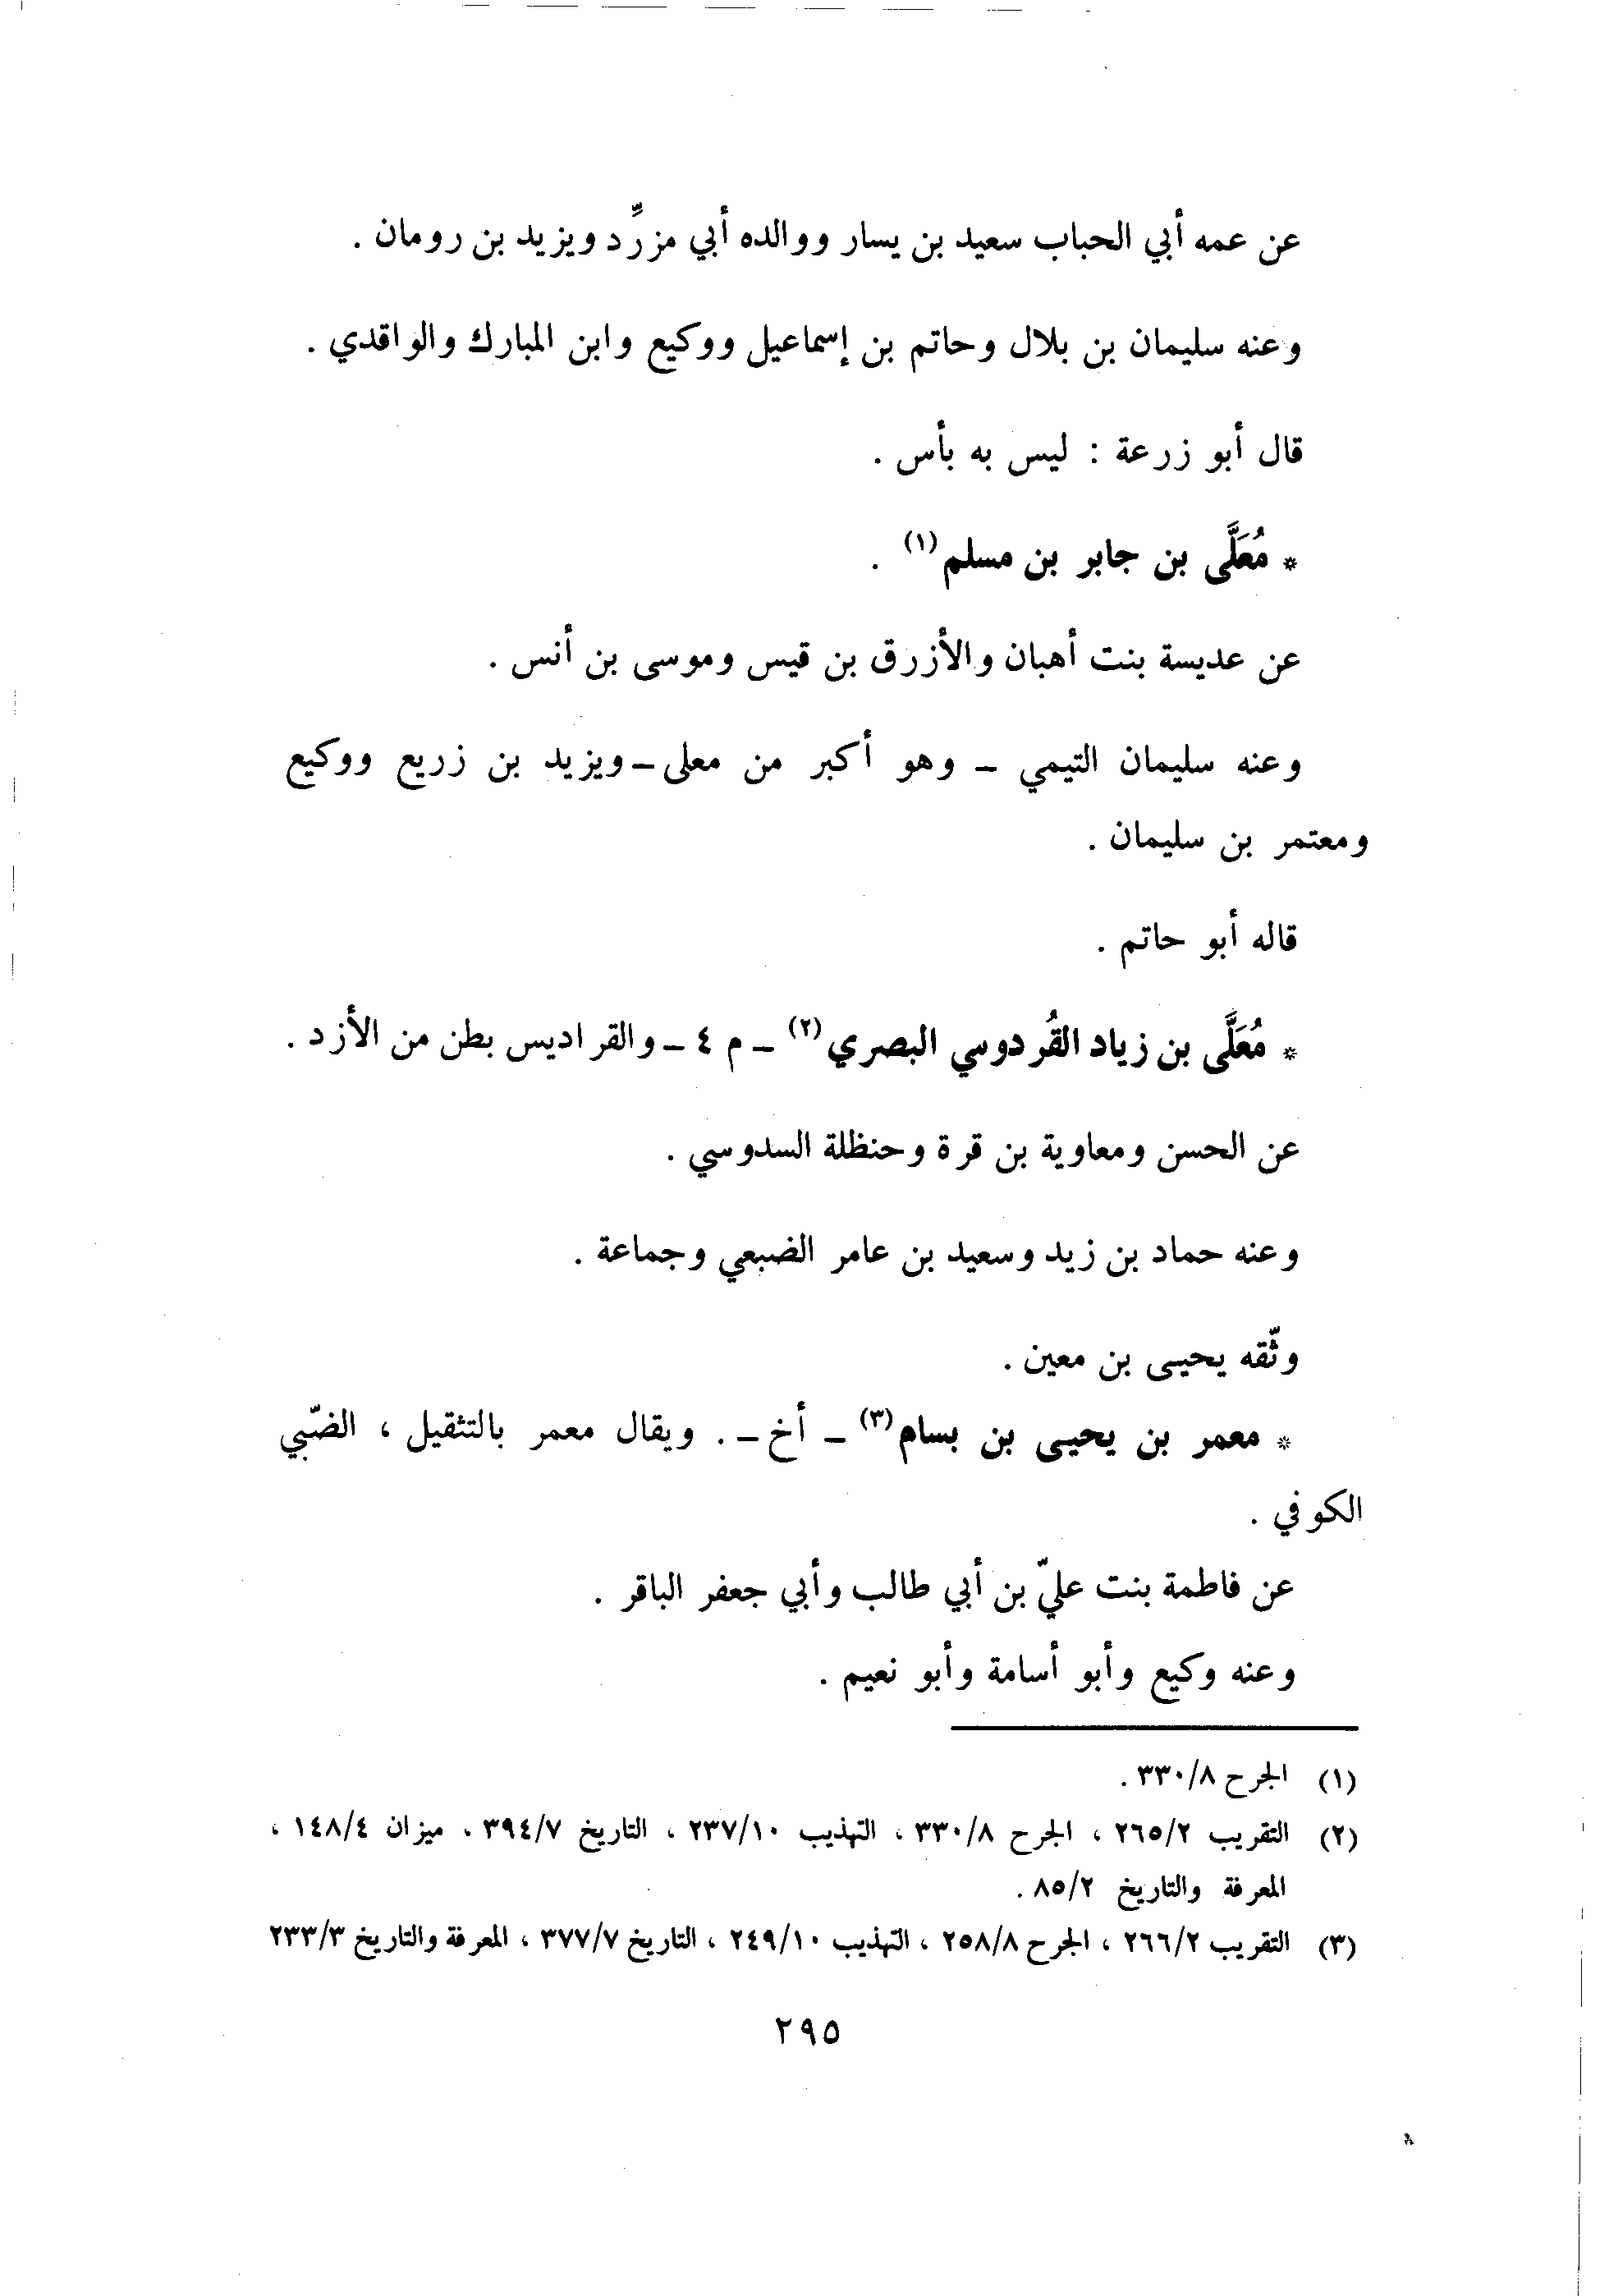 عن عمه أبي الحباب سعيد بن يسار ووالده أبي مزرِّد ويزيد بن رومان .
وعنه سليمان بن بلال وحاتم بن إسماعيل ووكيع وابن المبارك والواقدي .
قال أبو زرعة : ليس به بأس .
* مُعَلَّى بن جابر بن مسلم(١) .
عن عديسة بنت أهبان والأزرق بن قيس وموسى بن أنس .
وعنه سليمان التيمي – وهو أكبر من معلى – ويزيد بن زريع ووكيع
ومعتمر بن سليمان .
قاله أبو حاتم .
* مُعَلَّى بن زياد القُردوسي البصري(٢) – م ٤ – والقراديس بطن من الأزد .
عن الحسن ومعاوية بن قرة وحنظلة السدوسي .
وعنه حماد بن زيد وسعيد بن عامر الضبعي وجماعة .
وثّقه يحيى بن معين .
* معمر بن يحيى بن بسام(٣) – أخ – . ويقال معمر بالتثقيل ، الضّبي
الكوفي .
عن فاطمة بنت عليّ بن أبي طالب وأبي جعفر الباقر .
وعنه وكيع وأبو أسامة وأبو نعيم .
(١) الجرح ٣٣٠/٨ .
(٢) التقريب ٢٦٥/٢ ، الجرح ٣٣٠/٨ ، التهذيب ٢٣٧/١٠ ، التاريخ ٣٩٤/٧ ، ميزان ١٤٨/٤ ،
المعرفة والتاريخ ٨٥/٢ .
(٣) التقريب ٢٦٦/٢ ، الجرح ٢٥٨/٨ ، التهذيب ٢٤٩/١٠ ، التاريخ ٣٧٧/٧ ، المعرفة والتاريخ ٢٣٣/٣
٢٩٥